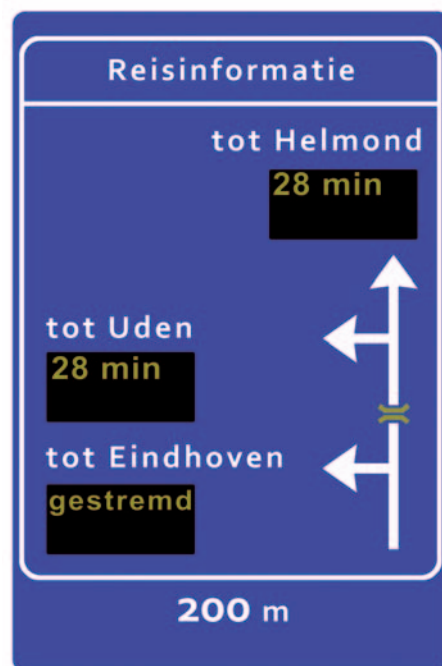 Reisinformatie
tot Helmond
28 min
tot Uden
28 min
tot Eindhoven
gestremd
200 m